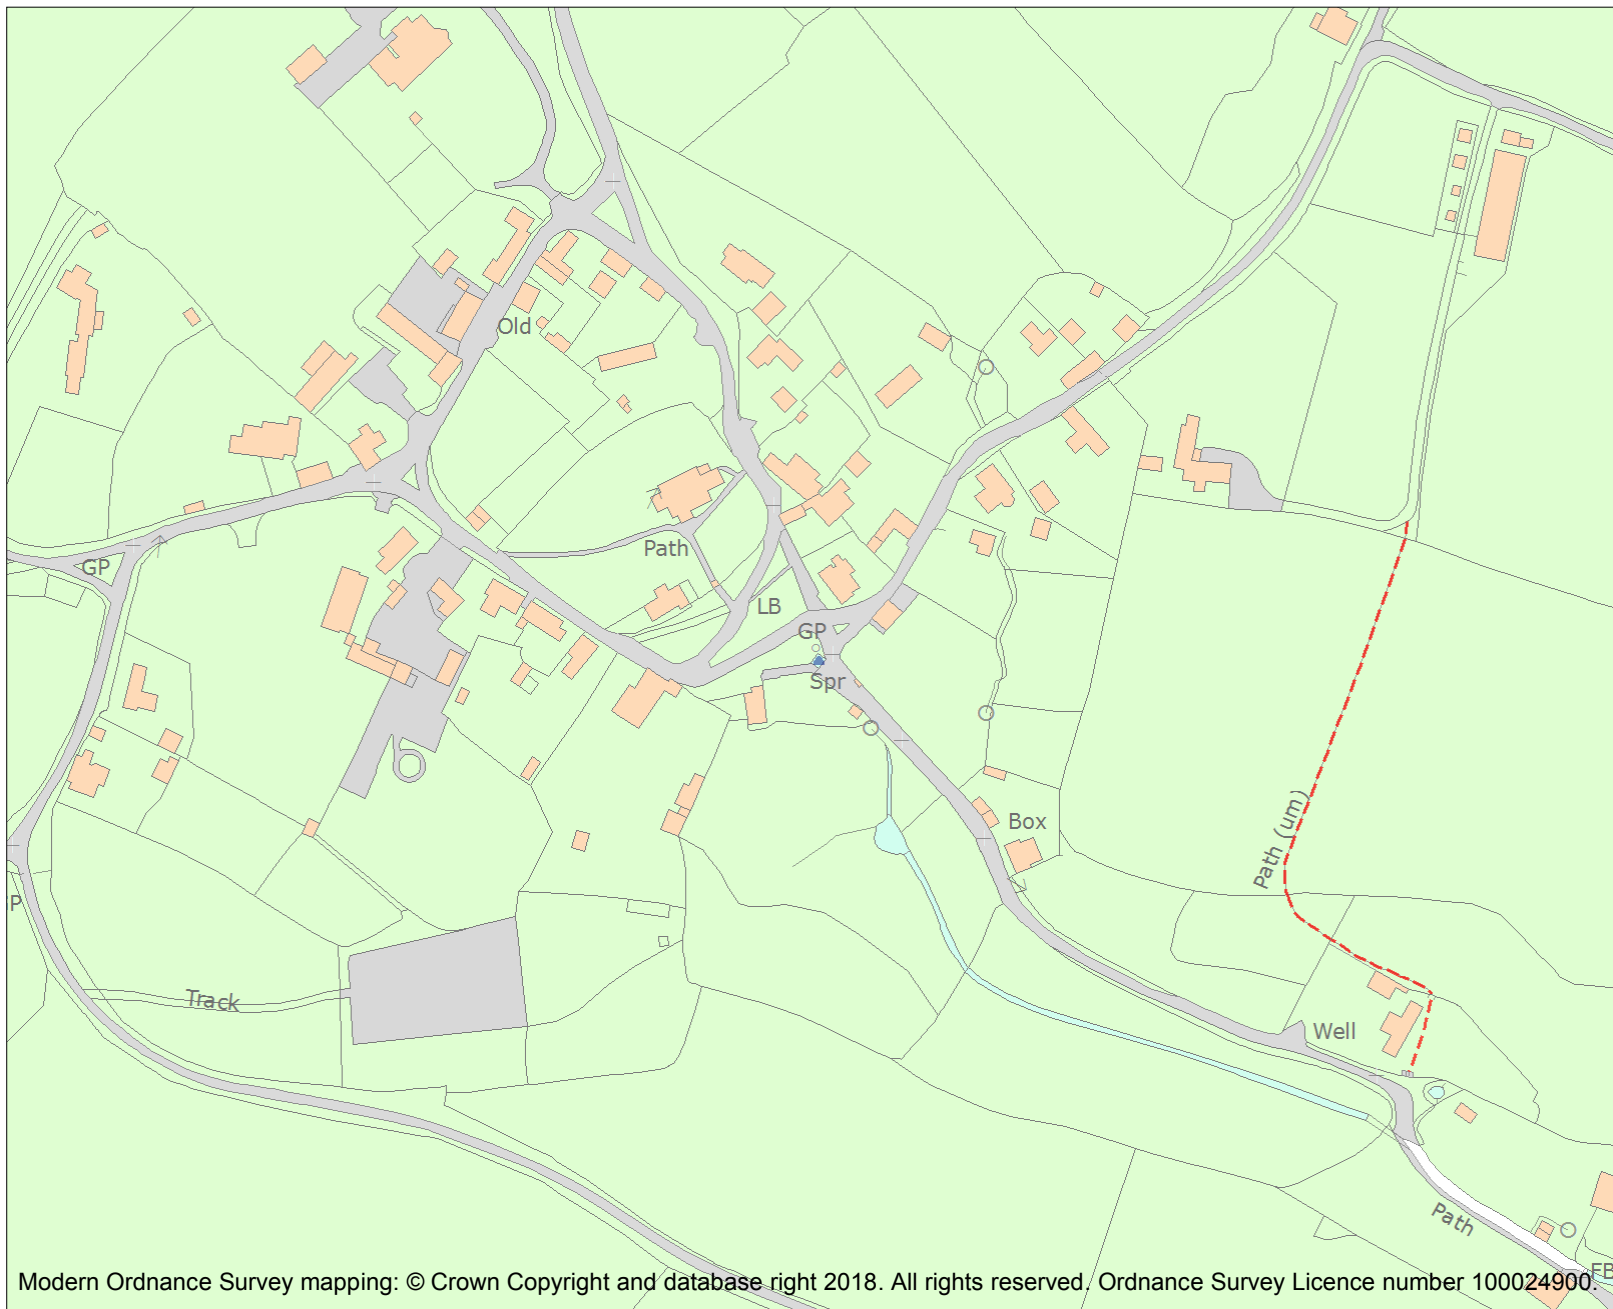 Old
Path
GP
LB
GP
Spr
Path (um)
Box
P
Track
Well
Path
FB
Modern Ordnance Survey mapping: © Crown Copyright and database right 2018. All rights reserved. Ordnance Survey Licence number 100024900.